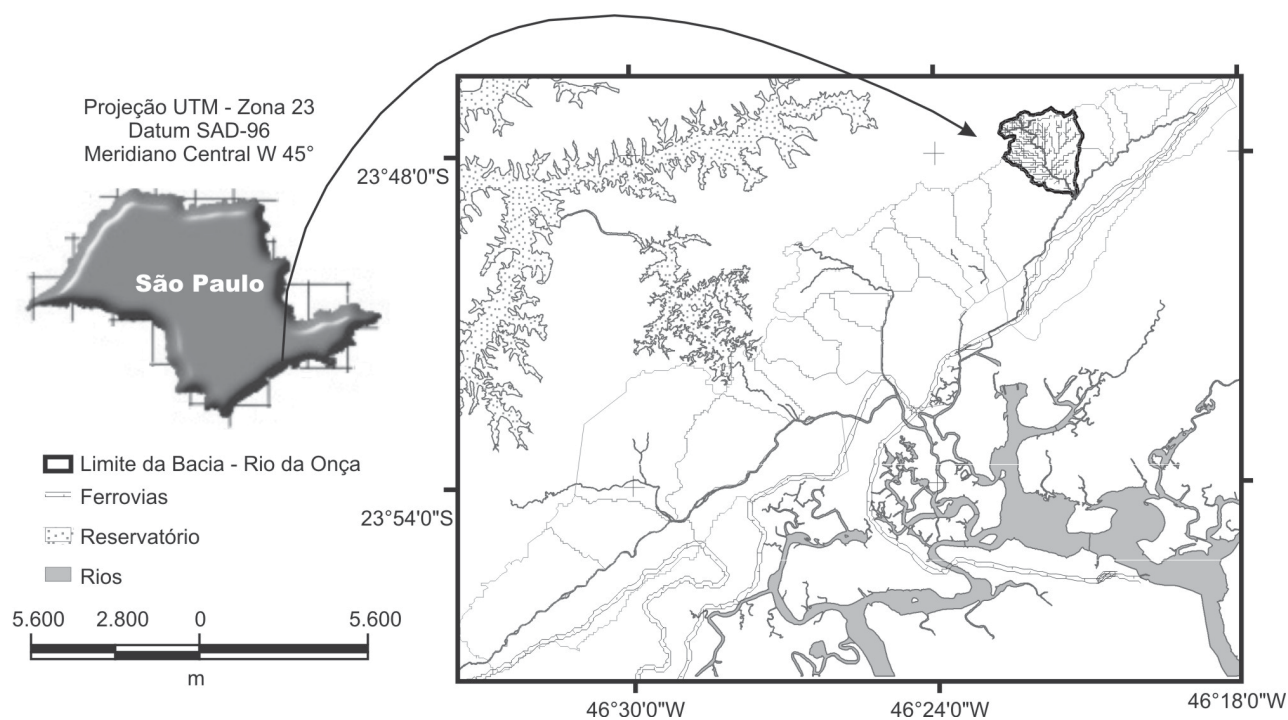 Projeção UTM - Zona 23
Datum SAD-96
Meridiano Central W 45°
São Paulo
Limite da Bacia - Rio da Onça
Ferrovias
Reservatório
Rios
5.600 2.800 0 5.600
m
23°48'0"S
23°54'0"S
46°30'0"W 46°24'0"W 46°18'0"W